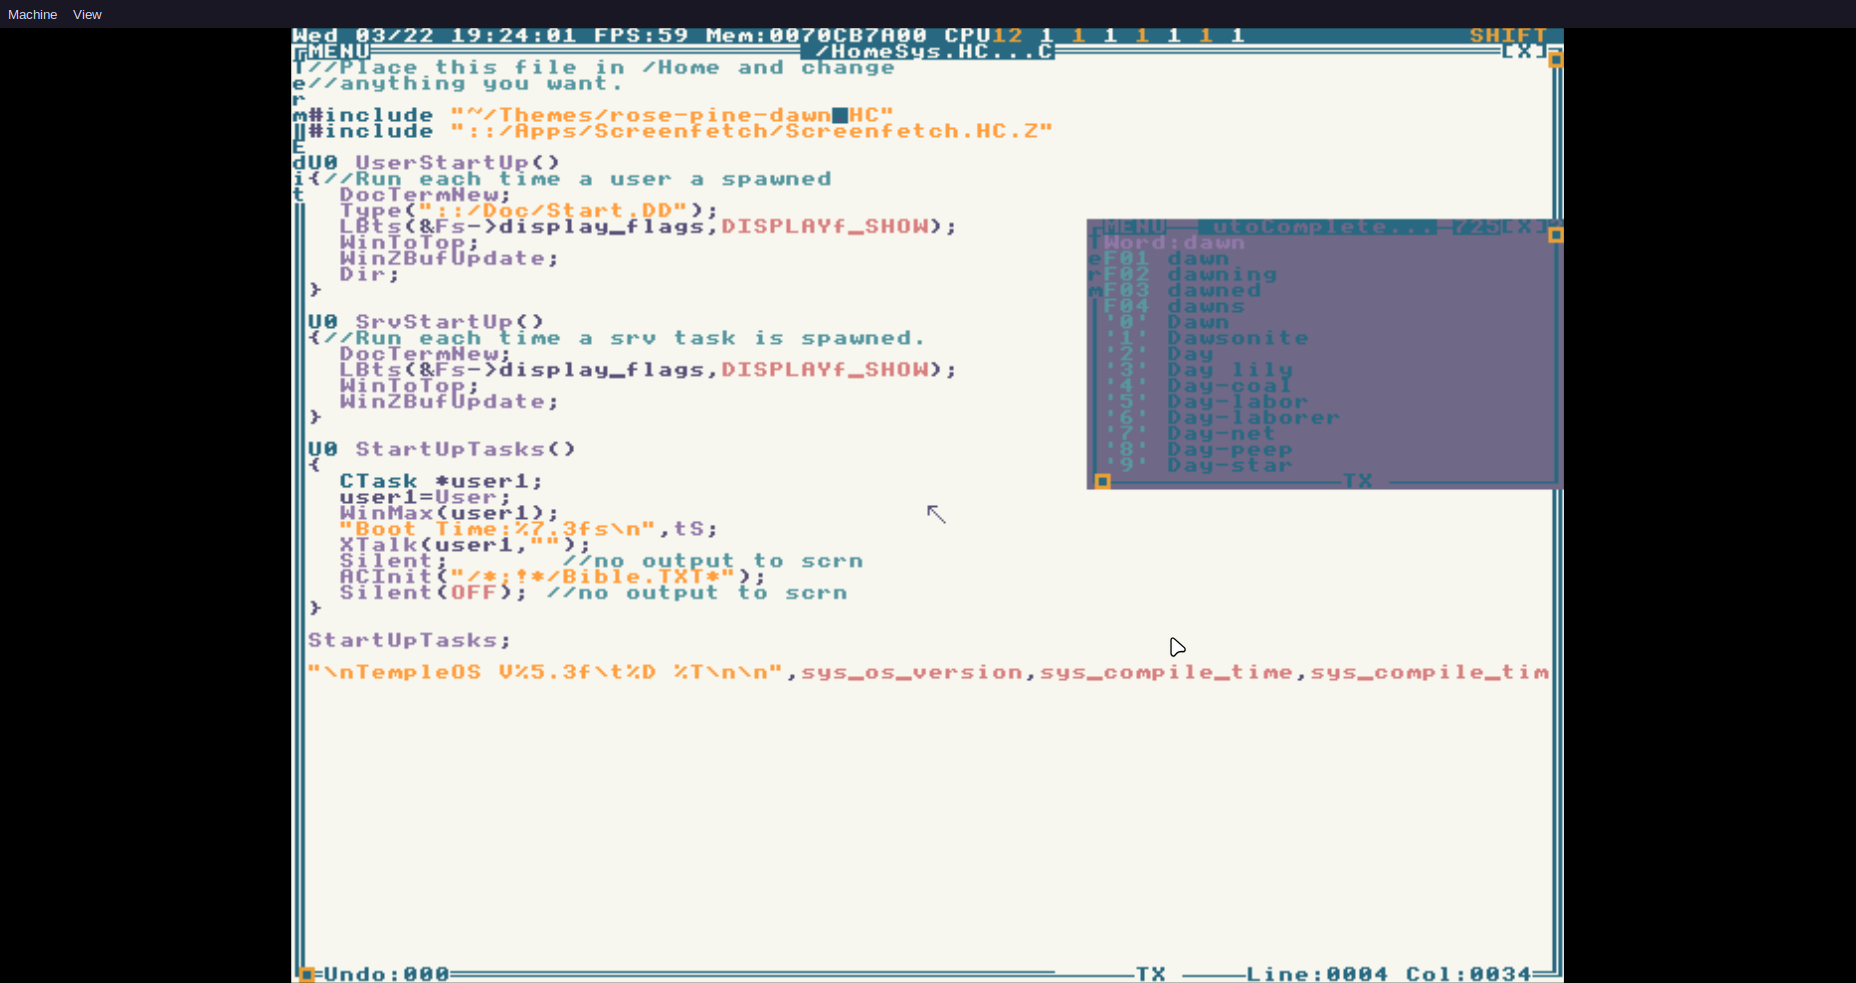 Machine View
Wed 03/22 19:24:01 FPS:59 Mem:0070CB7A00 CPU12 1 1 1 1 1 1 1 SHIFT
MENU /HomeSys.HC...C [X]
Term
Edit
//Place this file in /Home and change
//anything you want.
#include "~/Themes/rose-pine-dawn HC"
#include "::/Apps/Screenfetch/Screenfetch.HC.Z"
U0 UserStartUp()
{//Run each time a user a spawned
DocTermNew;
Type("::/Doc/Start.DD");
LBts(&Fs->display_flags,DISPLAYf_SHOW);
WinToTop;
WinZBufUpdate;
Dir;
}
U0 SrvStartUp()
{//Run each time a srv task is spawned.
DocTermNew;
LBts(&Fs->display_flags,DISPLAYf_SHOW);
WinToTop;
WinZBufUpdate;
}
U0 StartUpTasks()
{
CTask *user1;
user1=User;
WinMax(user1);
"Boot Time:%7.3fs\n",tS;
XTalk(user1,"");
Silent; //no output to scrn
ACInit("/*;!*/Bible.TXT*");
Silent(OFF); //no output to scrn
}
StartUpTasks;
"\nTempleOS V%5.3f\t%D %T\n\n",sys_os_version,sys_compile_time,sys_compile_tim
MENU utoComplete... 725[X]
Term
Word:dawn
F01 dawn
F02 dawning
F03 dawned
F04 dawns
'0' Dawn
'1' Dawsonite
'2' Day
'3' Day lily
'4' Day-coal
'5' Day-labor
'6' Day-laborer
'7' Day-net
'8' Day-peep
'9' Day-star
TX
Undo:000 TX Line:0004 Col:0034